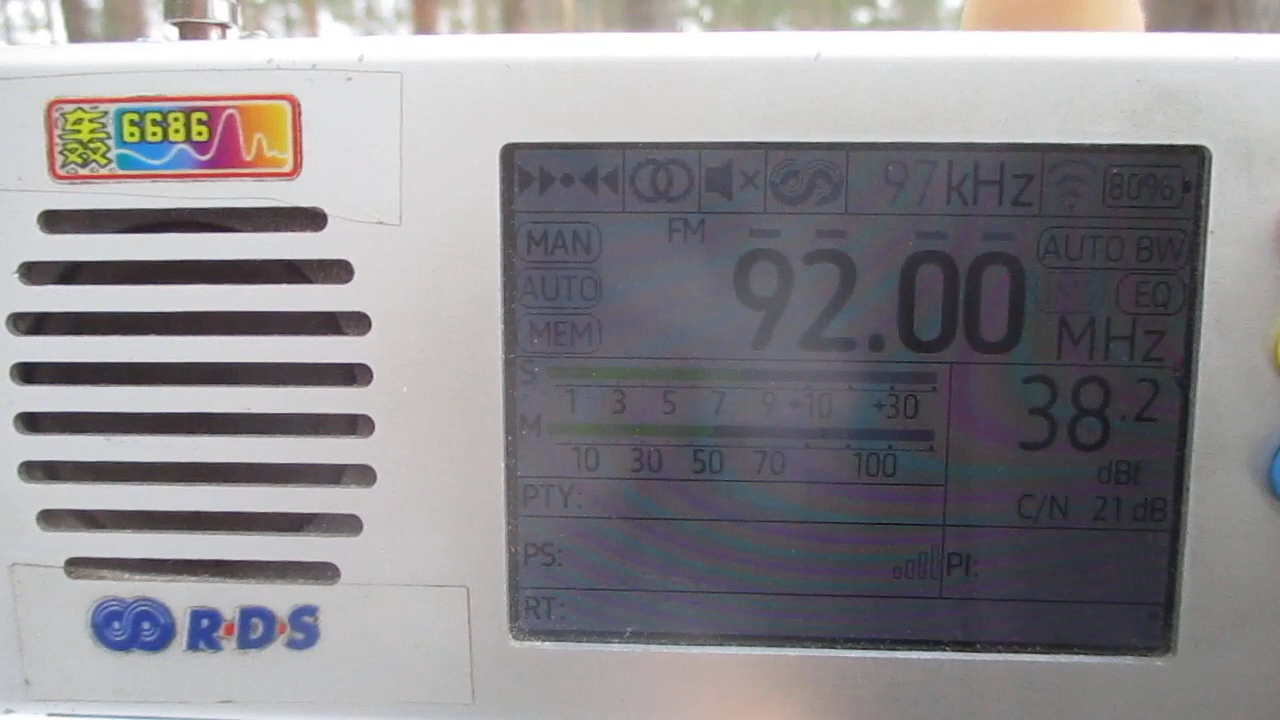 6686
97 kHz
80%
MAN
FM
92.00
AUTO BW
AUTO
EQ
MEM
MHz
S
1 3 5 7 9 +10 +30
38.2
M
10 30 50 70 100
dBf
PTY:
C/N 21 dB
PS:
PI:
RT:
R·D·S